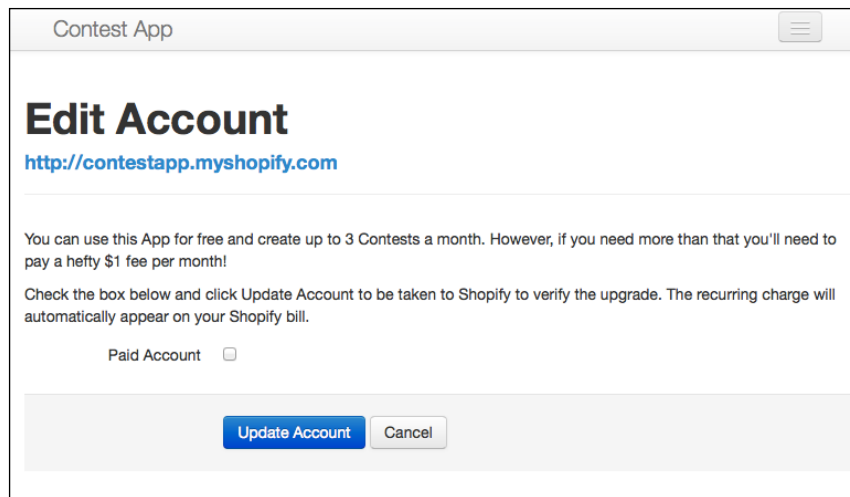 Contest App
Edit Account
http://contestapp.myshopify.com
You can use this App for free and create up to 3 Contests a month. However, if you need more than that you'll need to
pay a hefty $1 fee per month!
Check the box below and click Update Account to be taken to Shopify to verify the upgrade. The recurring charge will
automatically appear on your Shopify bill.
Paid Account
Update Account Cancel